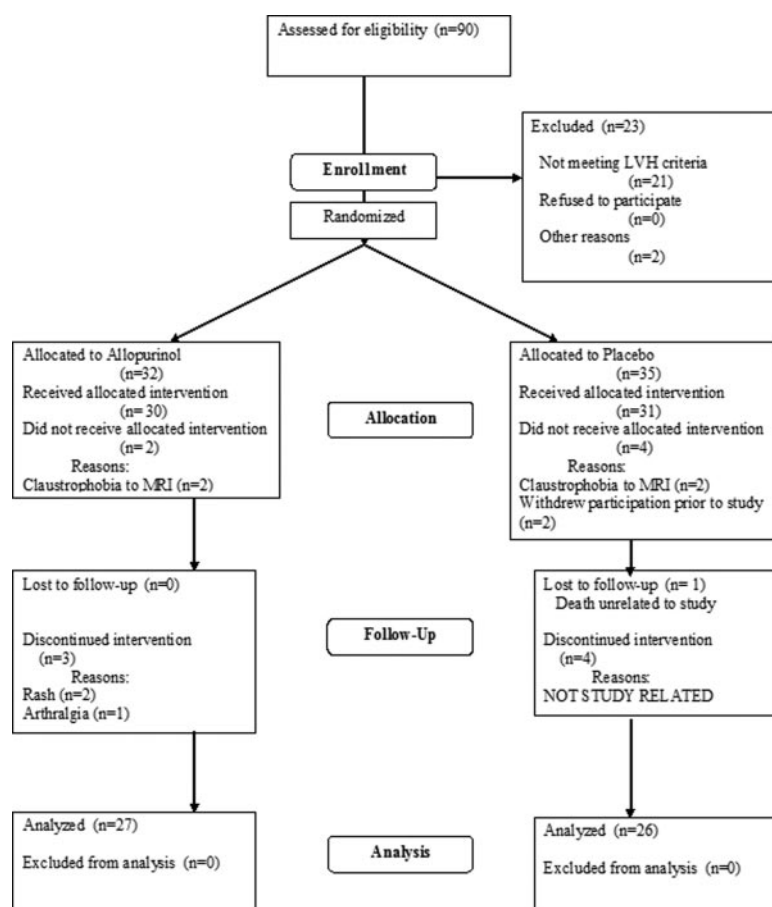 Assessed for eligibility (n=90)
Excluded (n=23)
Not meeting LVH criteria
(n=21)
Refused to participate
(n=0)
Other reasons
(n=2)
Enrollment
Randomized
Allocated to Allopurinol
(n=32)
Received allocated intervention
(n= 30)
Did not receive allocated intervention
(n=2)
Reasons:
Claustrophobia to MRI (n=2)
Allocation
Allocated to Placebo
(n=35)
Received allocated intervention
(n=31)
Did not receive allocated intervention
(n=4)
Reasons:
Claustrophobia to MRI (n=2)
Withdrew participation prior to study
(n=2)
Lost to follow-up (n=0)
Discontinued intervention
(n=3)
Reasons:
Rash (n=2)
Arthralgia (n=1)
Follow-Up
Lost to follow-up (n= 1)
Death unrelated to study
Discontinued intervention
(n=4)
Reasons:
NOT STUDY RELATED
Analyzed (n=27)
Excluded from analysis (n=0)
Analysis
Analyzed (n=26)
Excluded from analysis (n=0)